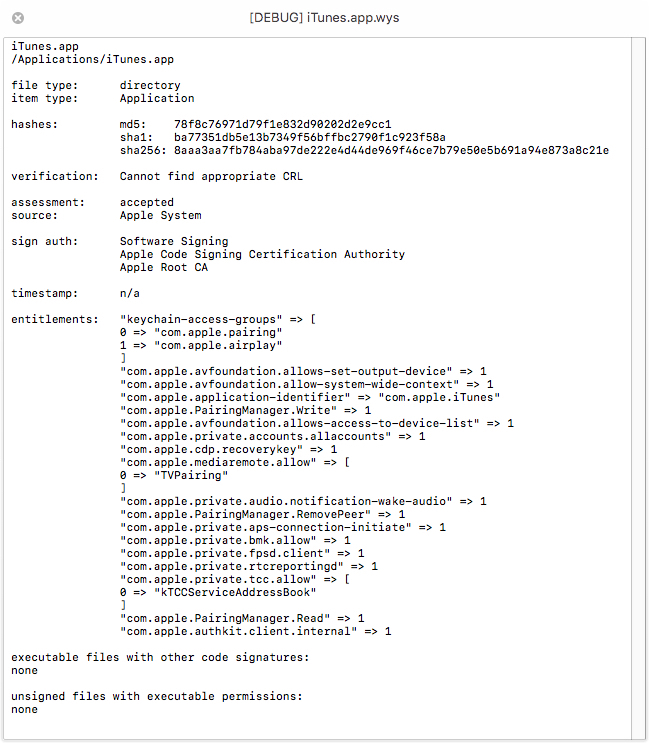 [DEBUG] iTunes.app.wys
iTunes.app
/Applications/iTunes.app
file type: directory
item type: Application
hashes: md5: 78f8c76971d79f1e832d90202d2e9cc1
sha1: ba77351db5e13b7349f56bffbc2790f1c923f58a
sha256: 8aaa3aa7fb784aba97de222e4d44de969f46ce7b79e50e5b691a94e873a8c21e
verification: Cannot find appropriate CRL
assessment: accepted
source: Apple System
sign auth: Software Signing
Apple Code Signing Certification Authority
Apple Root CA
timestamp: n/a
entitlements: "keychain-access-groups" => [
0 => "com.apple.pairing"
1 => "com.apple.airplay"
]
"com.apple.avfoundation.allows-set-output-device" => 1
"com.apple.avfoundation.allow-system-wide-context" => 1
"com.apple.application-identifier" => "com.apple.iTunes"
"com.apple.PairingManager.Write" => 1
"com.apple.avfoundation.allows-access-to-device-list" => 1
"com.apple.private.accounts.allaccounts" => 1
"com.apple.cdp.recoverykey" => 1
"com.apple.mediaremote.allow" => [
0 => "TVPairing"
]
"com.apple.private.audio.notification-wake-audio" => 1
"com.apple.PairingManager.RemovePeer" => 1
"com.apple.private.aps-connection-initiate" => 1
"com.apple.private.bmk.allow" => 1
"com.apple.private.fpsd.client" => 1
"com.apple.private.rtcreportingd" => 1
"com.apple.private.tcc.allow" => [
0 => "kTCCServiceAddressBook"
]
"com.apple.PairingManager.Read" => 1
"com.apple.authkit.client.internal" => 1
executable files with other code signatures:
none
unsigned files with executable permissions:
none